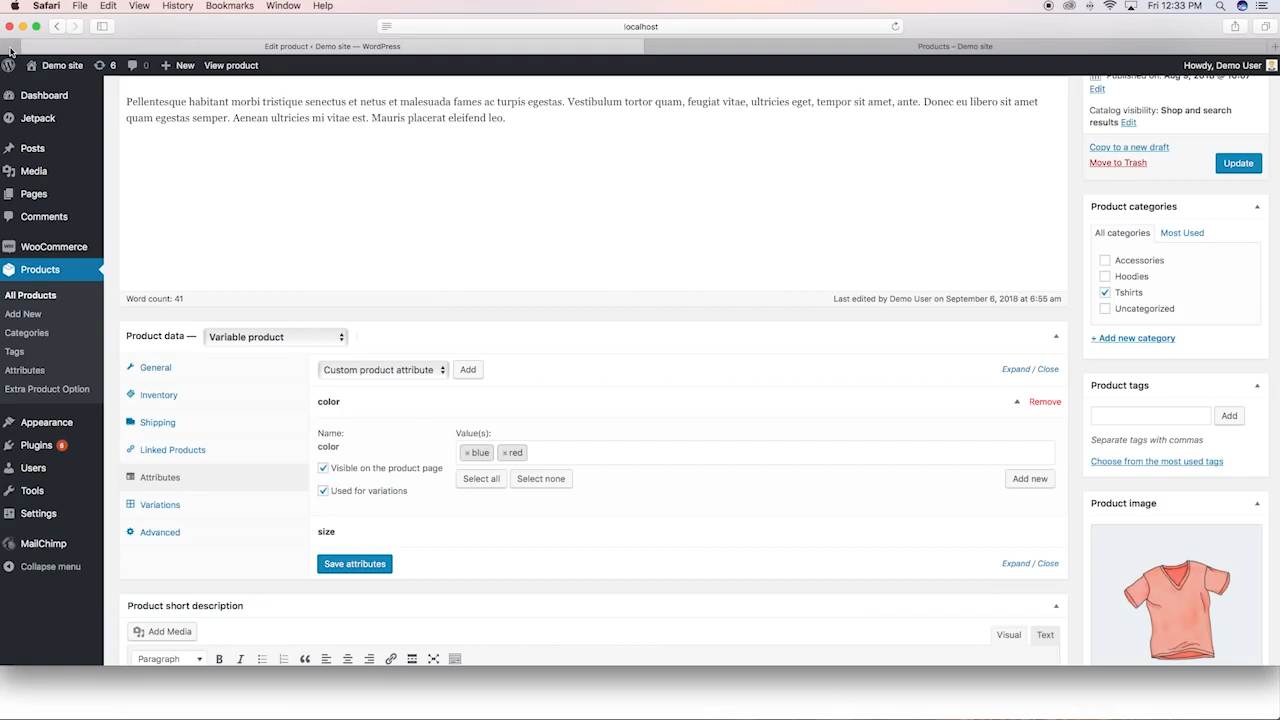 Safari File Edit View History Bookmarks Window Help Fri 12:33 PM
localhost
Edit product ‹ Demo site — WordPress Products – Demo site
Demo site 6 0 New View product Howdy, Demo User
Dashboard
Jetpack
Posts
Media
Pages
Comments
WooCommerce
Products
All Products
Add New
Categories
Tags
Attributes
Extra Product Option
Appearance
Plugins 6
Users
Tools
Settings
MailChimp
Collapse menu
Pellentesque habitant morbi tristique senectus et netus et malesuada fames ac turpis egestas. Vestibulum tortor quam, feugiat vitae, ultricies eget, tempor sit amet, ante. Donec eu libero sit amet
quam egestas semper. Aenean ultricies mi vitae est. Mauris placerat eleifend leo.
Word count: 41 Last edited by Demo User on September 6, 2018 at 6:55 am
Product data — Variable product
General
Inventory
Shipping
Linked Products
Attributes
Variations
Advanced
Custom product attribute Add Expand / Close
color Remove
Name: Value(s):
color × blue × red
Visible on the product page
Select all Select none Add new
Used for variations
size
Save attributes Expand / Close
Product short description
Add Media Visual Text
Paragraph B I
Edit
Catalog visibility: Shop and search
results Edit
Copy to a new draft
Move to Trash Update
Product categories
All categories Most Used
Accessories
Hoodies
Tshirts
Uncategorized
+ Add new category
Product tags
Add
Separate tags with commas
Choose from the most used tags
Product image